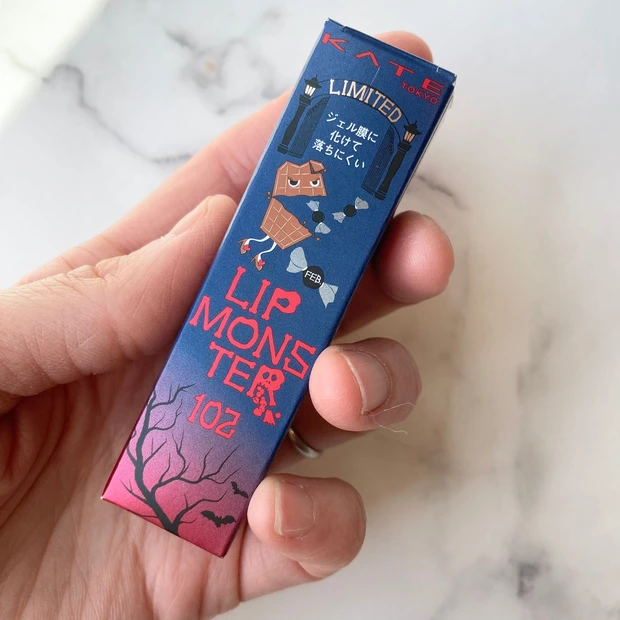 KATE
TOKYO
LIMITED
ジェル膜に
化けて
落ちにくい
FEB
LIP
MONS
TER
102